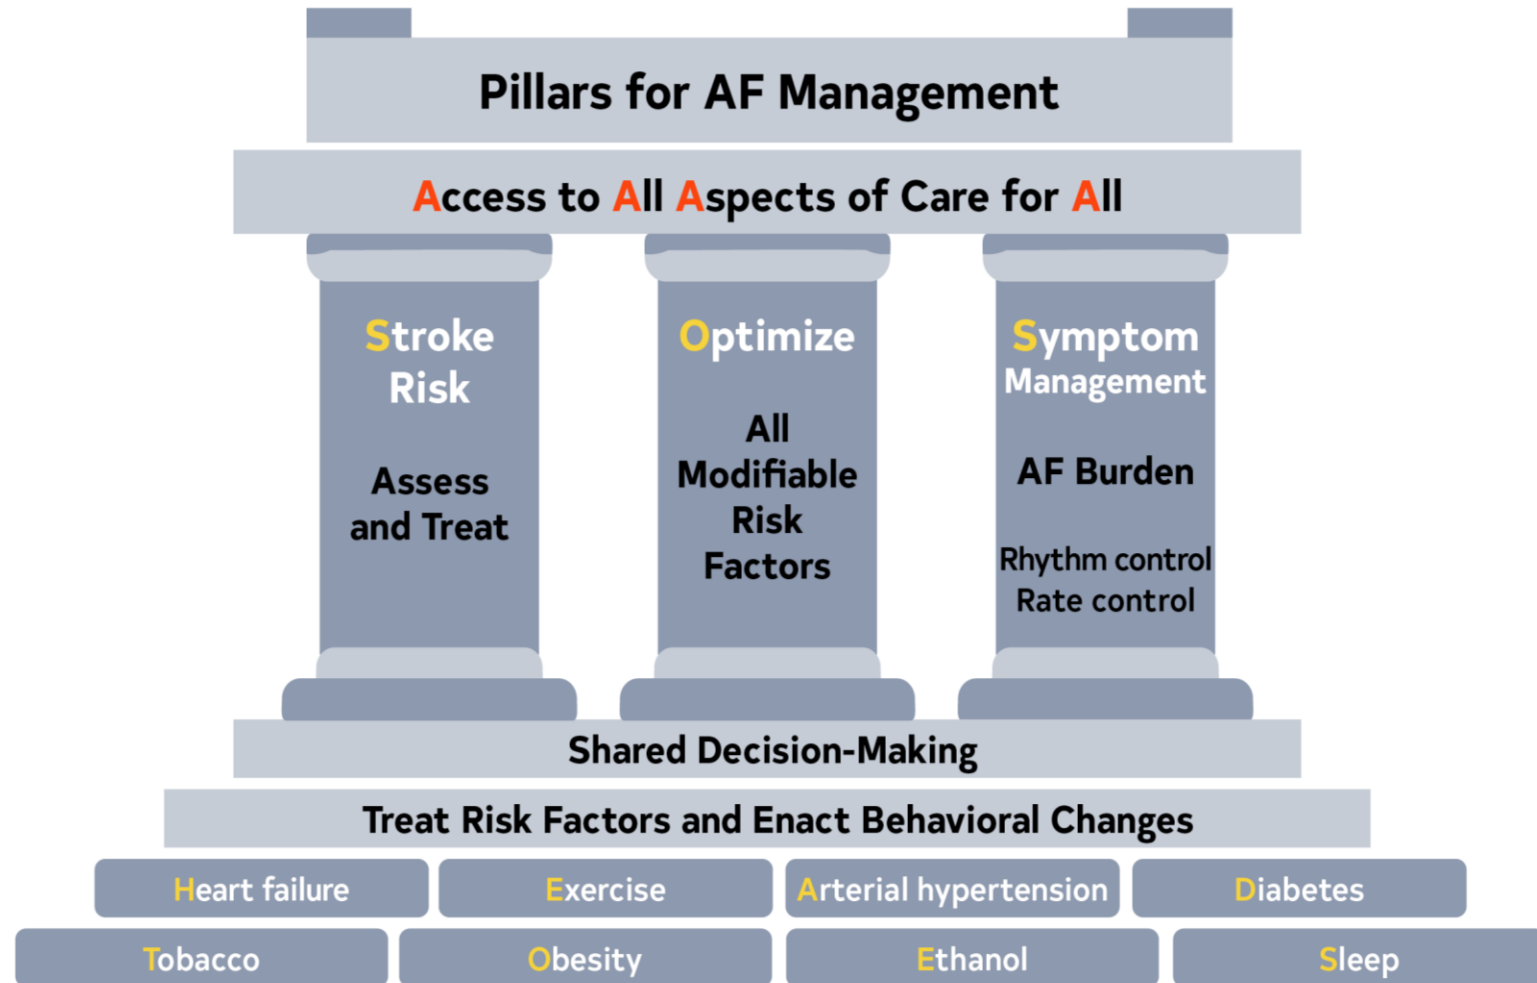 Pillars for AF Management
Access to All Aspects of Care for All
Stroke
Risk
Assess
and Treat
Optimize
All
Modifiable
Risk
Factors
Symptom
Management
AF Burden
Rhythm control
Rate control
Shared Decision-Making
Treat Risk Factors and Enact Behavioral Changes
Heart failure
Exercise
Arterial hypertension
Diabetes
Tobacco
Obesity
Ethanol
Sleep